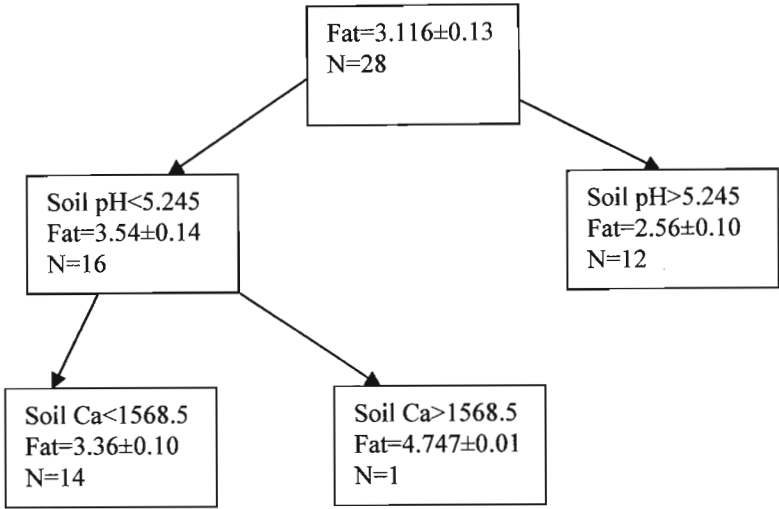 Fat=3.116±0.13
N=28
Soil pH<5.245
Fat=3.54±0.14
N=16
Soil pH>5.245
Fat=2.56±0.10
N=12
Soil Ca<1568.5
Fat=3.36±0.10
N=14
Soil Ca>1568.5
Fat=4.747±0.01
N=1